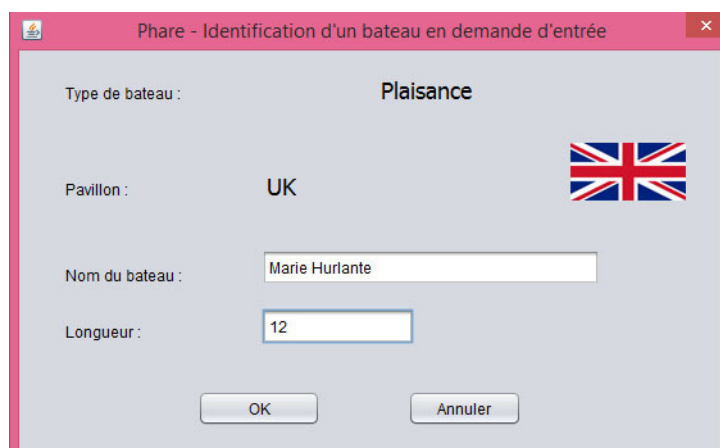 Phare - Identification d'un bateau en demande d'entrée
Type de bateau : Plaisance
Pavillon : UK
Nom du bateau : Marie Hurlante
Longueur : 12
OK Annuler